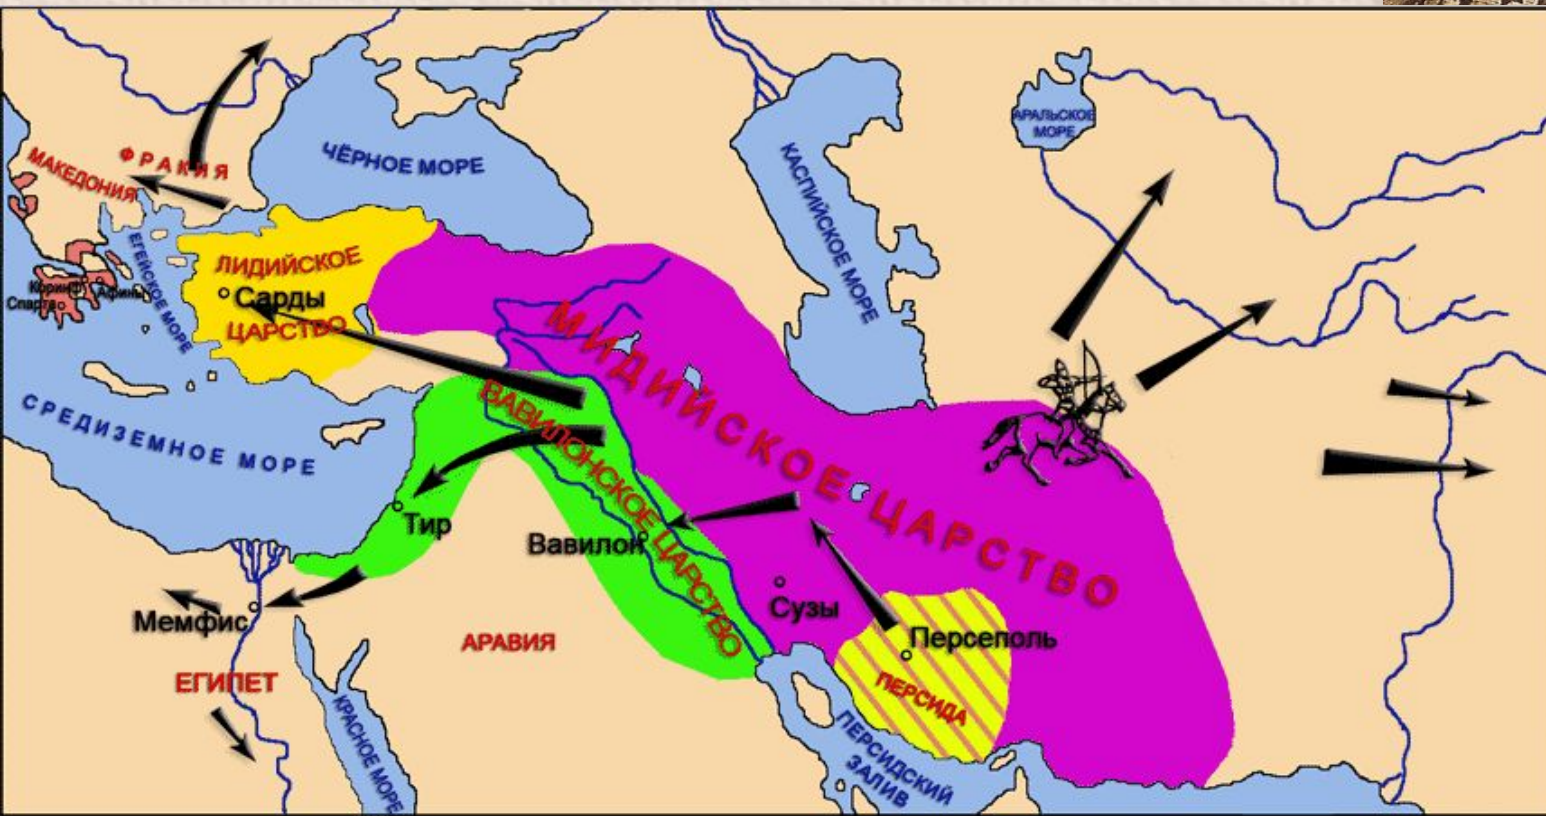 АРАЛЬСКОЕ
МОРЕ
ЧЁРНОЕ МОРЕ
КАСПИЙСКОЕ МОРЕ
ФРАКИЯ
МАКЕДОНИЯ
ЕГЕЙСКОЕ МОРЕ
ЛИДИЙСКОЕ
Сарды
ЦАРСТВО
Коринф
Афины
Спарта
МИДИЙСКОЕ ЦАРСТВО
СРЕДИЗЕМНОЕ МОРЕ
ВАВИЛОНСКОЕ ЦАРСТВО
Тир
Вавилон
Сузы
Мемфис
АРАВИЯ
Персеполь
ЕГИПЕТ
ПЕРСИДА
КРАСНОЕ МОРЕ
ПЕРСИДСКИЙ
ЗАЛИВ